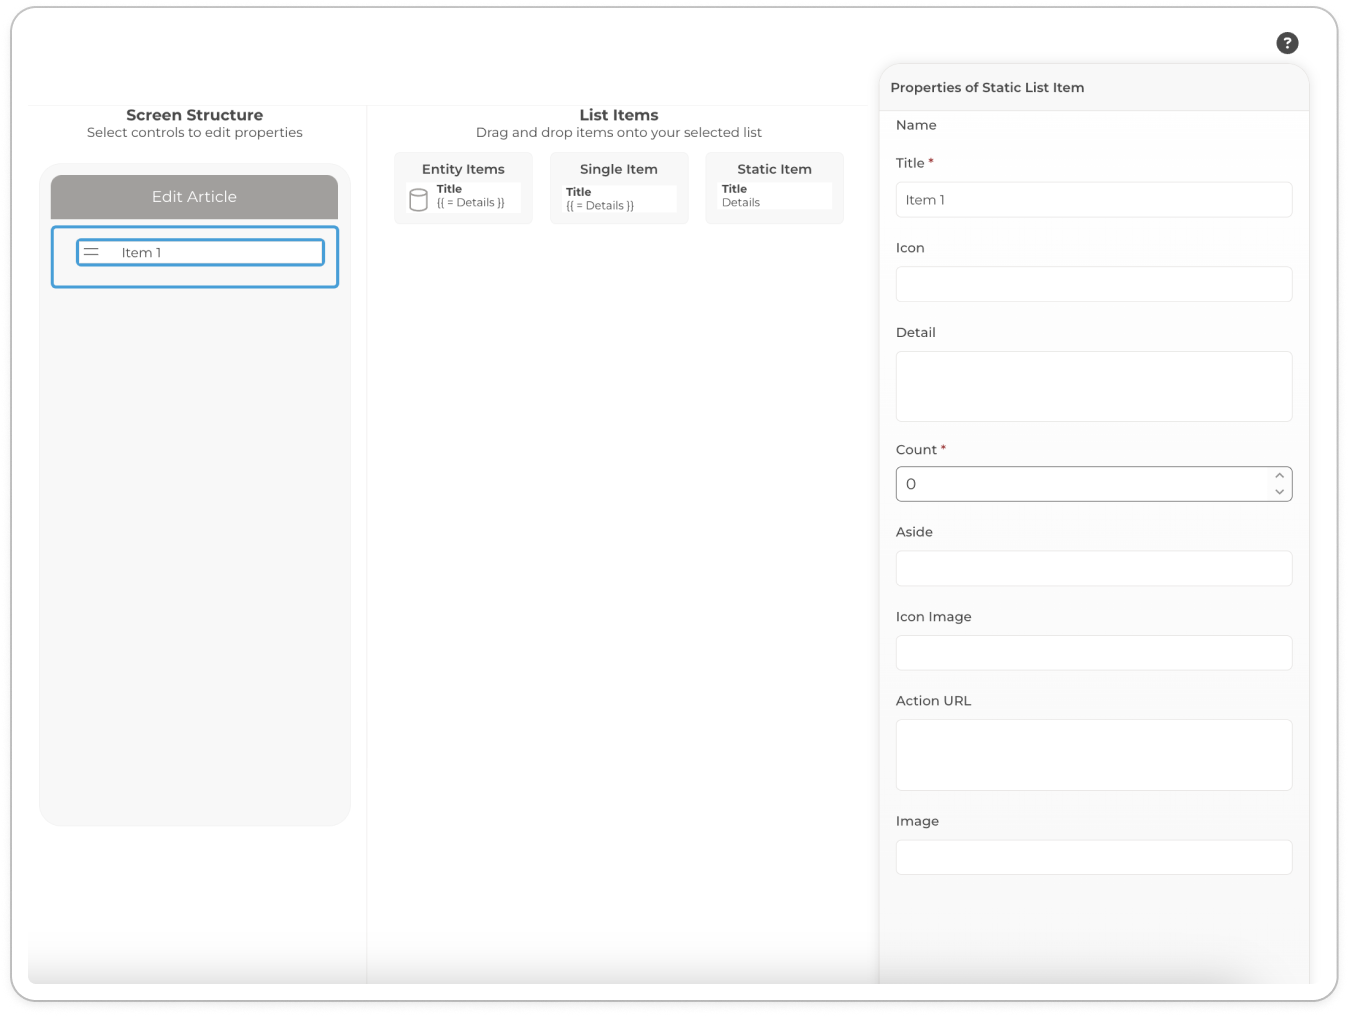 ?
Screen Structure
Select controls to edit properties
Edit Article
Item 1
List Items
Drag and drop items onto your selected list
Entity Items
Title
{{ = Details }}
Single Item
Title
{{ = Details }}
Static Item
Title
Details
Properties of Static List Item
Name
Title *
Item 1
Icon
Detail
Count *
0
Aside
Icon Image
Action URL
Image